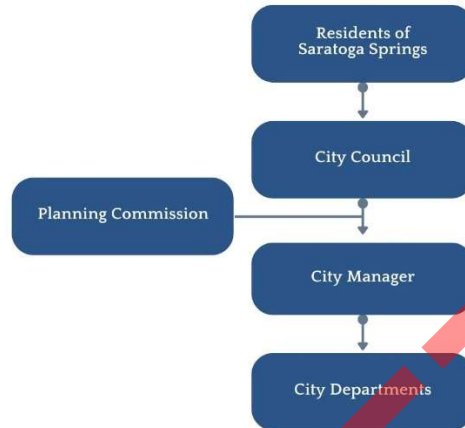 Residents of
Saratoga Springs
City Council
Planning Commission
City Manager
City Departments